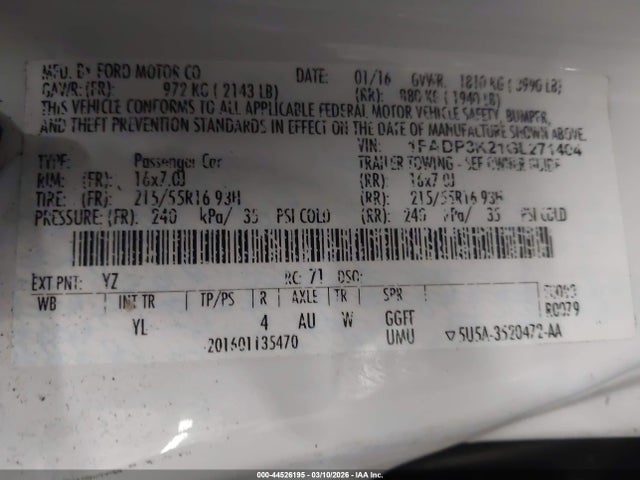 MFD. BY FORD MOTOR CO DATE: 01/16 GVWR: 1810 KG ( 3990 LB)
GAWR: (FR): 972 KG ( 2143 LB) (RR): 880 KG ( 1940 LB)
THIS VEHICLE CONFORMS TO ALL APPLICABLE FEDERAL MOTOR VEHICLE SAFETY, BUMPER,
AND THEFT PREVENTION STANDARDS IN EFFECT ON THE DATE OF MANUFACTURE SHOWN ABOVE.
VIN: 1FADP3K21GL271404
TYPE: Passenger Car TRAILER TOWING - SEE OWNER GUIDE
RIM: (FR): 16x7.0J (RR): 16x7.0J
TIRE: (FR): 215/55R16 93H (RR): 215/55R16 93H
PRESSURE: (FR): 240 kPa/ 35 PSI COLD (RR): 240 kPa/ 35 PSI COLD
EXT PNT: YZ RC: 71 DSO:
WB INT TR TP/PS R AXLE TR SPR
R0079
YL 4 AU W GGFF
201601135470 UMU ▽ 5U5A-3520472-AA
000-44526195 - 03/10/2026 - IAA Inc.